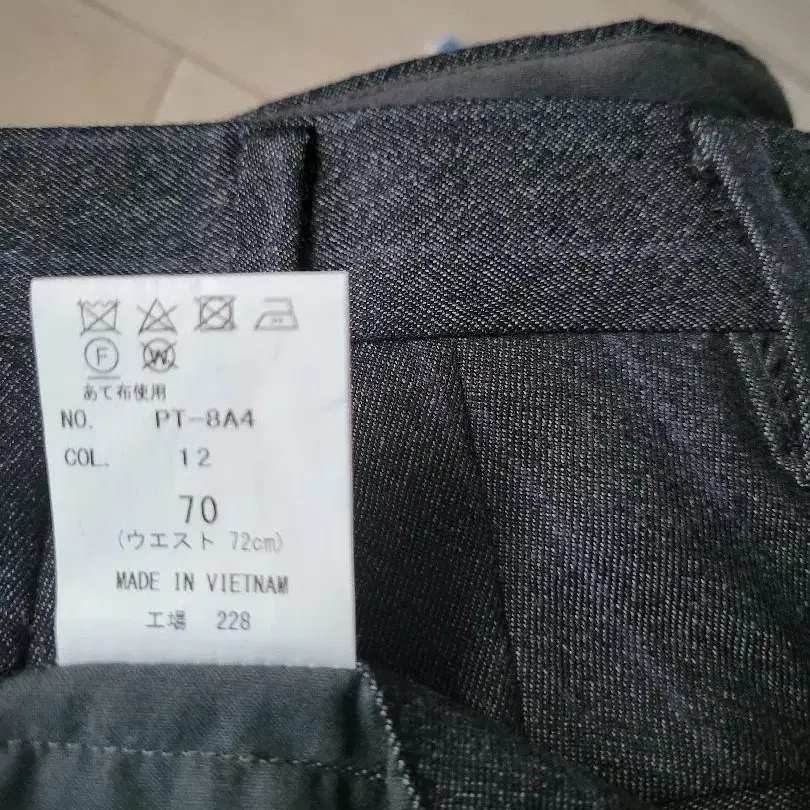 F W
あて布使用
NO. PT-8A4
COL. 12
70
(ウエスト 72cm)
MADE IN VIETNAM
工場 228